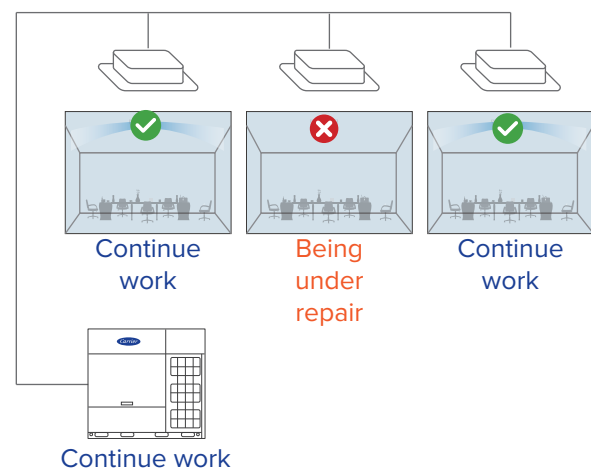 Continue
work
Being
under
repair
Continue
work
Carrier
Continue work